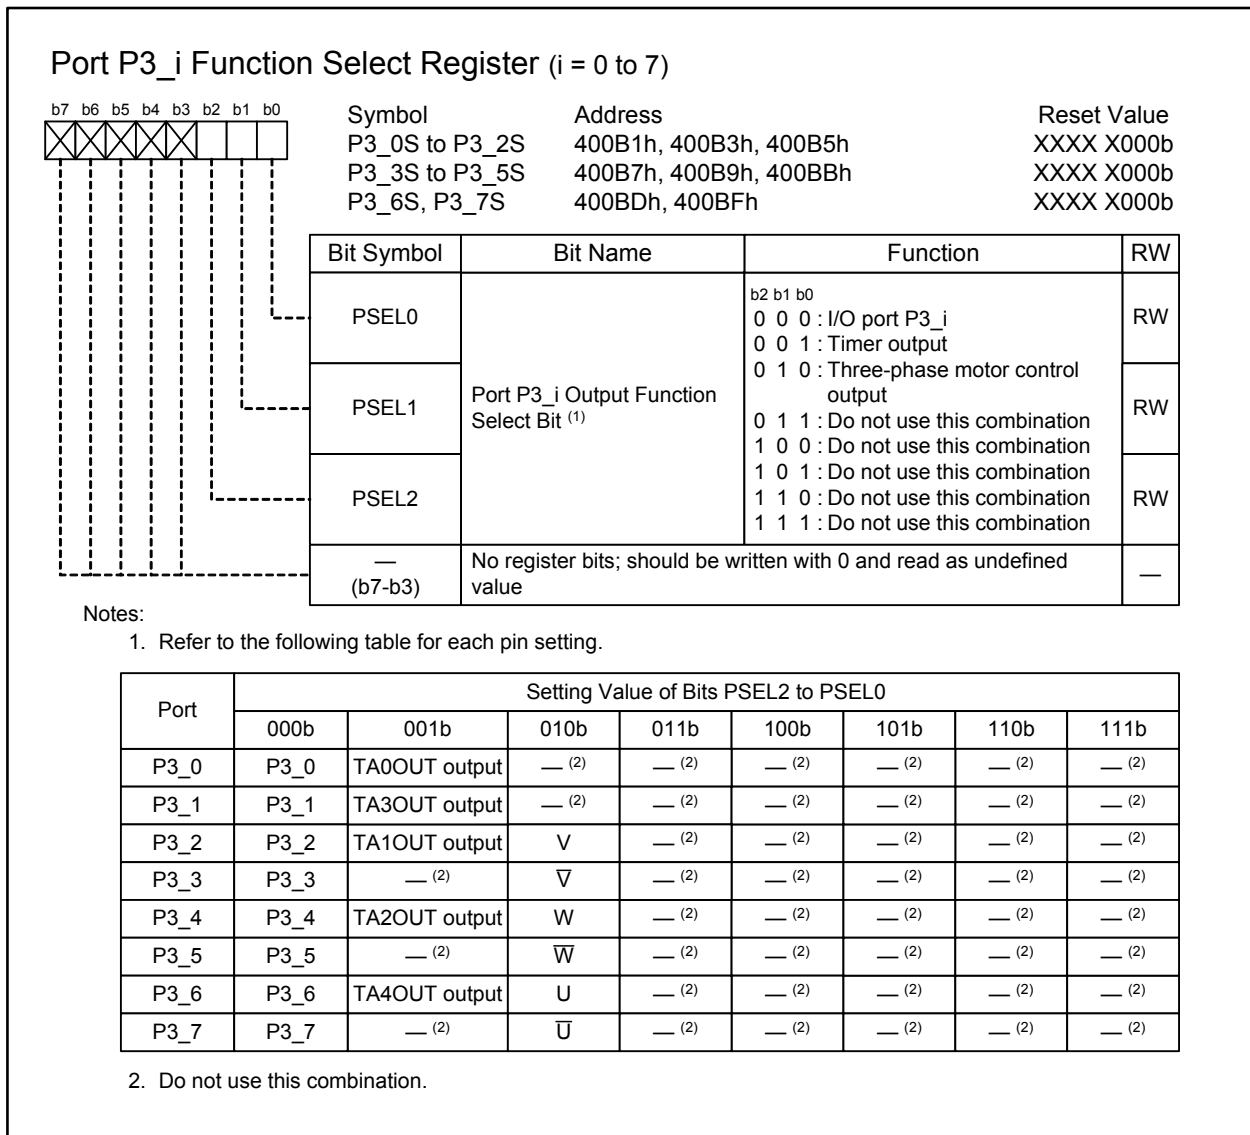 Port P3_i Function Select Register (i = 0 to 7)
b7 b6 b5 b4 b3 b2 b1 b0
Symbol Address Reset Value
P3_0S to P3_2S 400B1h, 400B3h, 400B5h XXXX X000b
P3_3S to P3_5S 400B7h, 400B9h, 400BBh XXXX X000b
P3_6S, P3_7S 400BDh, 400BFh XXXX X000b
Bit Symbol Bit Name Function RW
PSEL0 RW
PSEL1 RW
PSEL2 RW
Port P3_i Output Function
Select Bit (1)
b2 b1 b0
0 0 0 : I/O port P3_i
0 0 1 : Timer output
0 1 0 : Three-phase motor control
output
0 1 1 : Do not use this combination
1 0 0 : Do not use this combination
1 0 1 : Do not use this combination
1 1 0 : Do not use this combination
1 1 1 : Do not use this combination
—
(b7-b3)
No register bits; should be written with 0 and read as undefined
value
—
Notes:
1. Refer to the following table for each pin setting.
Port Setting Value of Bits PSEL2 to PSEL0
000b 001b 010b 011b 100b 101b 110b 111b
P3_0 P3_0 TA0OUT output — (2) — (2) — (2) — (2) — (2) — (2)
P3_1 P3_1 TA3OUT output — (2) — (2) — (2) — (2) — (2) — (2)
P3_2 P3_2 TA1OUT output V — (2) — (2) — (2) — (2) — (2)
P3_3 P3_3 — (2) V̅ — (2) — (2) — (2) — (2) — (2)
P3_4 P3_4 TA2OUT output W — (2) — (2) — (2) — (2) — (2)
P3_5 P3_5 — (2) W̅ — (2) — (2) — (2) — (2) — (2)
P3_6 P3_6 TA4OUT output U — (2) — (2) — (2) — (2) — (2)
P3_7 P3_7 — (2) U̅ — (2) — (2) — (2) — (2) — (2)
2. Do not use this combination.